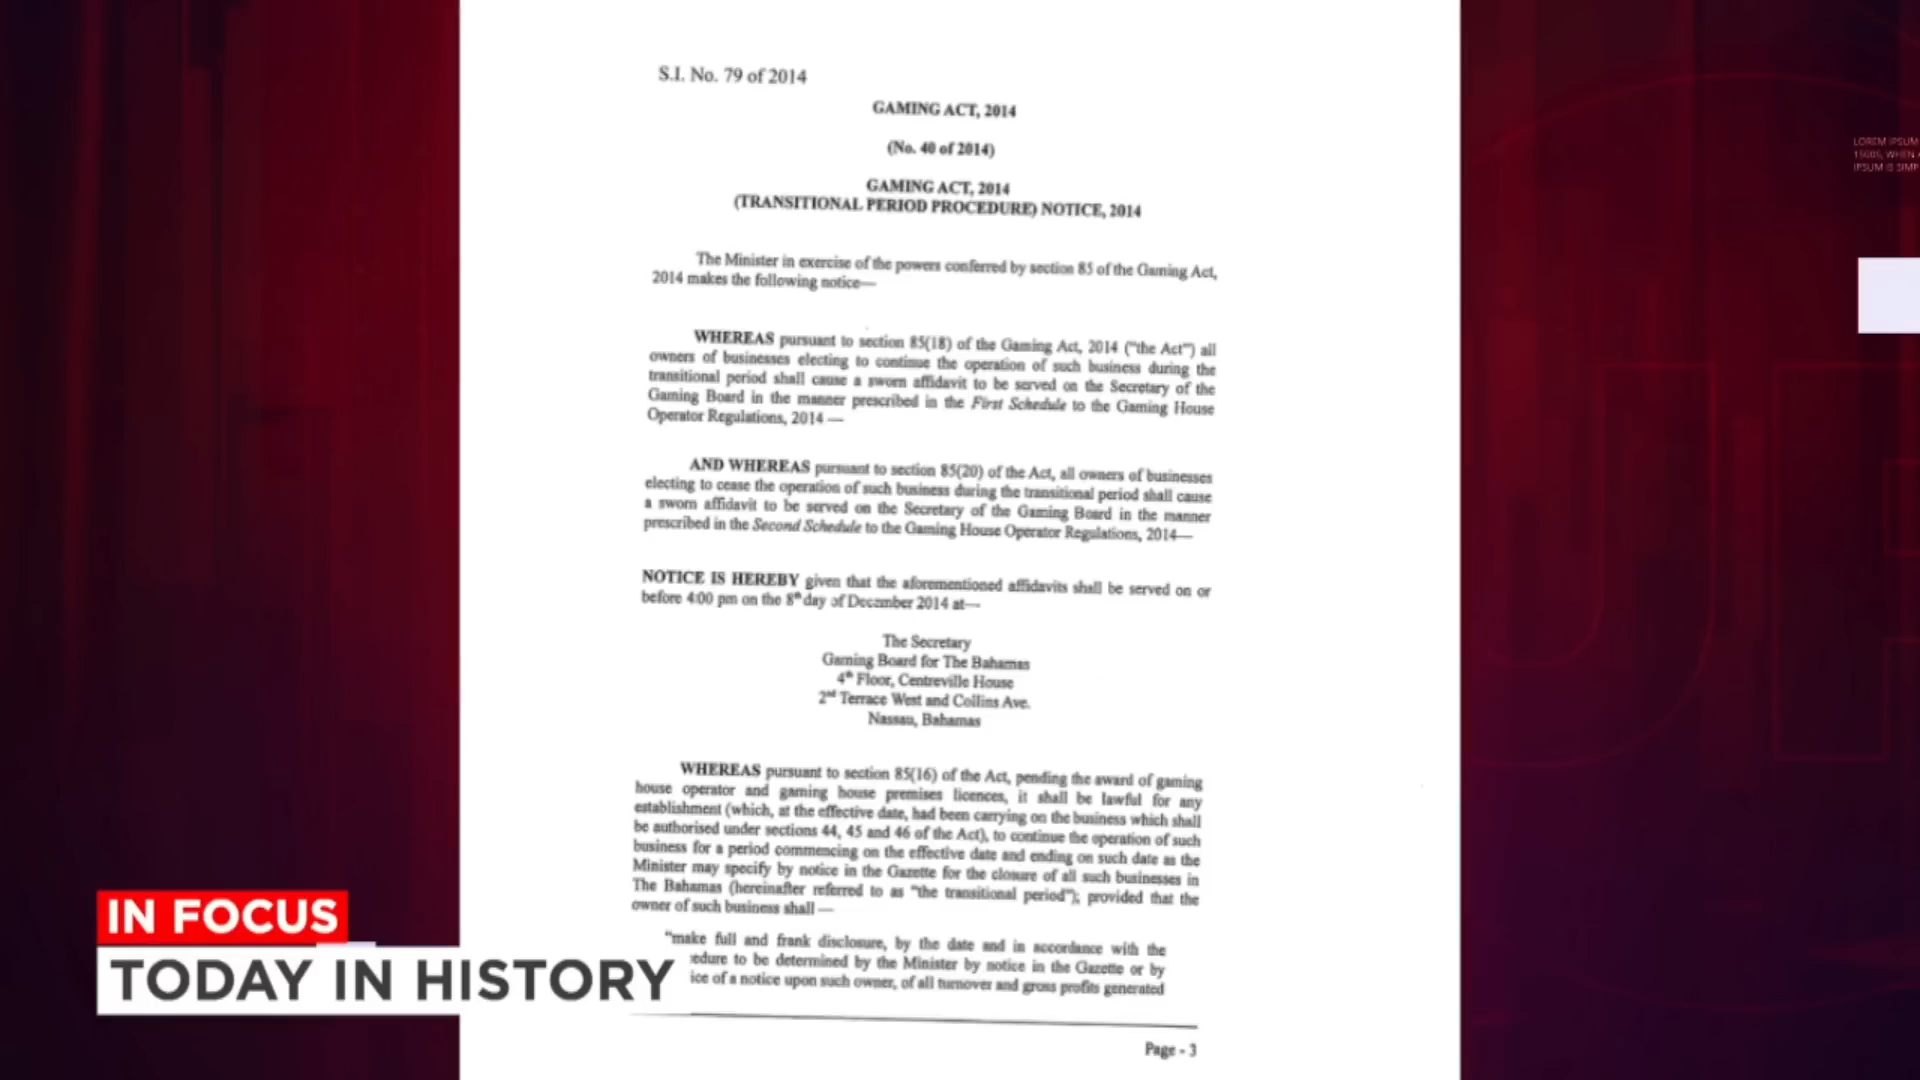 S.I. No. 79 of 2014
GAMING ACT, 2014
(No. 40 of 2014)
GAMING ACT, 2014
(TRANSITIONAL PERIOD PROCEDURE) NOTICE, 2014
The Minister in exercise of the powers conferred by section 85 of the Gaming Act,
2014 makes the following notice—
WHEREAS pursuant to section 85(18) of the Gaming Act, 2014 ("the Act") all
owners of businesses electing to continue the operation of such business during the
transitional period shall cause a sworn affidavit to be served on the Secretary of the
Gaming Board in the manner prescribed in the First Schedule to the Gaming House
Operator Regulations, 2014 —
AND WHEREAS pursuant to section 85(20) of the Act, all owners of businesses
electing to cease the operation of such business during the transitional period shall cause
a sworn affidavit to be served on the Secretary of the Gaming Board in the manner
prescribed in the Second Schedule to the Gaming House Operator Regulations, 2014—
NOTICE IS HEREBY given that the aforementioned affidavits shall be served on or
before 4:00 pm on the 8th day of December 2014 at—
The Secretary
Gaming Board for The Bahamas
4th Floor, Centreville House
2nd Terrace West and Collins Ave.
Nassau, Bahamas
WHEREAS pursuant to section 85(16) of the Act, pending the award of gaming
house operator and gaming house premises licences, it shall be lawful for any
establishment (which, at the effective date, had been carrying on the business which shall
be authorised under sections 44, 45 and 46 of the Act), to continue the operation of such
business for a period commencing on the effective date and ending on such date as the
Minister may specify by notice in the Gazette for the closure of all such businesses in
The Bahamas (hereinafter referred to as "the transitional period"); provided that the
owner of such business shall —
"make full and frank disclosure, by the date and in accordance with the
edure to be determined by the Minister by notice in the Gazette or by
ice of a notice upon such owner, of all turnover and gross profits generated
Page - 3
IN FOCUS
TODAY IN HISTORY
LOREM IPSUM
1500S, WHEN
IPSUM IS SIMP